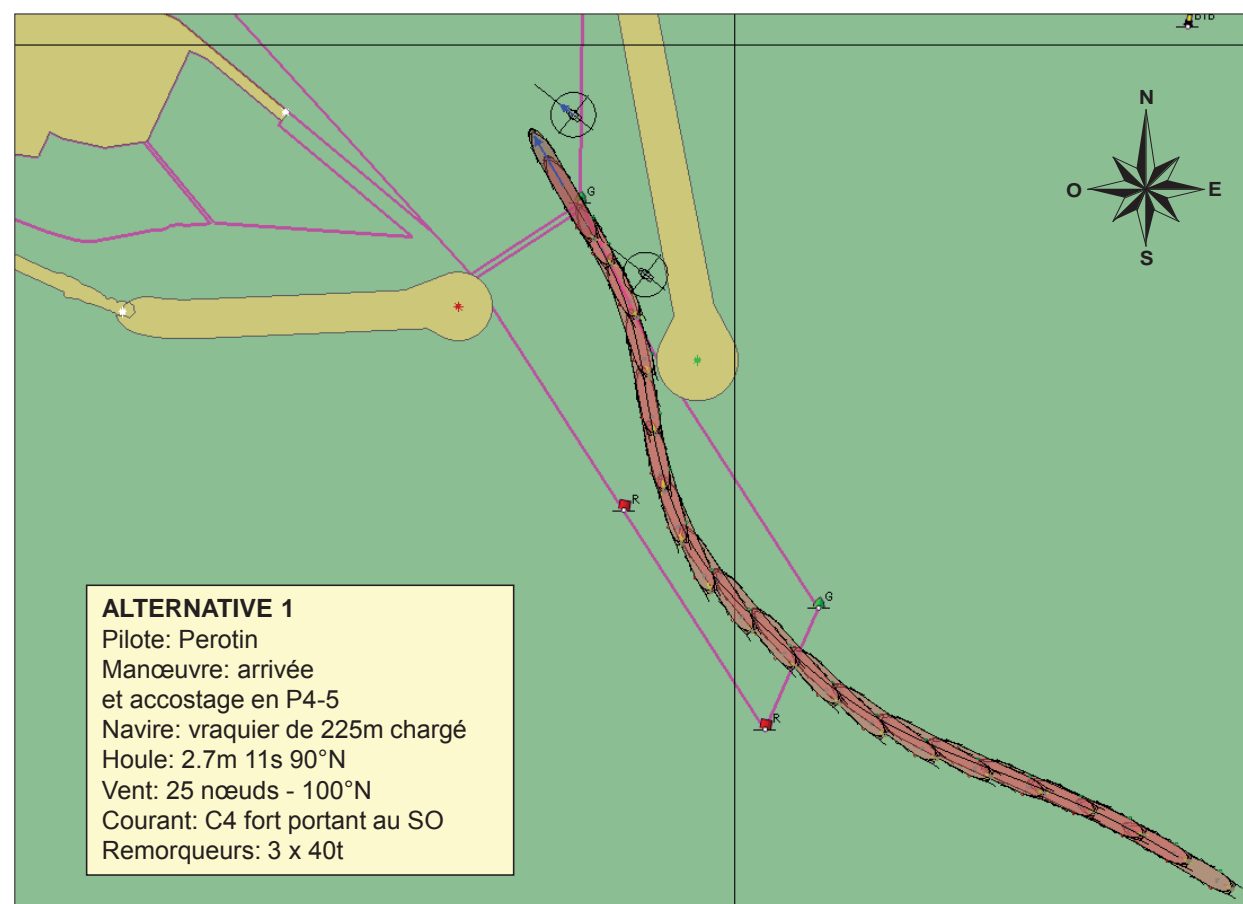 B1b
N
O
E
S
G
R
G
R
ALTERNATIVE 1
Pilote: Perotin
Manœuvre: arrivée
et accostage en P4-5
Navire: vraquier de 225m chargé
Houle: 2.7m 11s 90°N
Vent: 25 nœuds - 100°N
Courant: C4 fort portant au SO
Remorqueurs: 3 x 40t